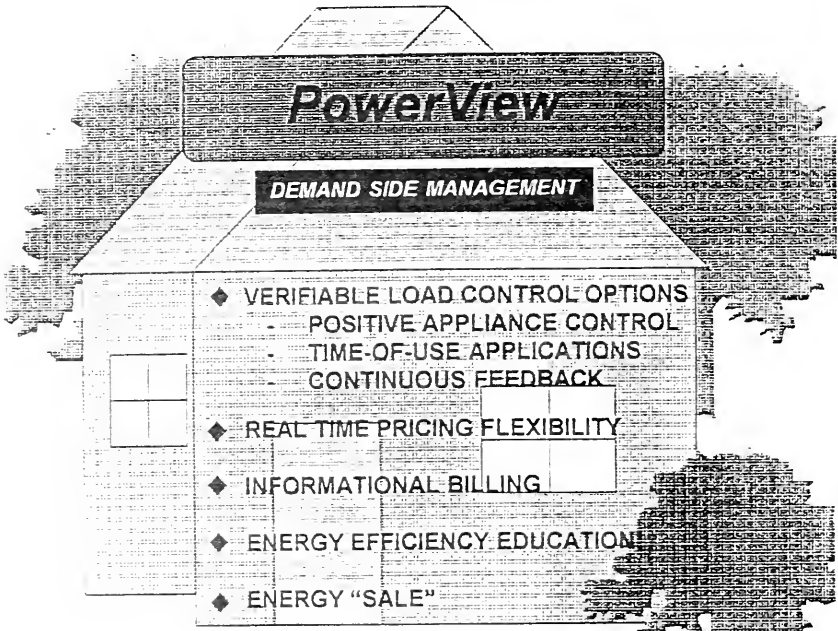 PowerView
DEMAND SIDE MANAGEMENT
◆ VERIFIABLE LOAD CONTROL OPTIONS
- POSITIVE APPLIANCE CONTROL
- TIME-OF-USE APPLICATIONS
- CONTINUOUS FEEDBACK
◆ REAL TIME PRICING FLEXIBILITY
◆ INFORMATIONAL BILLING
◆ ENERGY EFFICIENCY EDUCATION
◆ ENERGY “SALE”